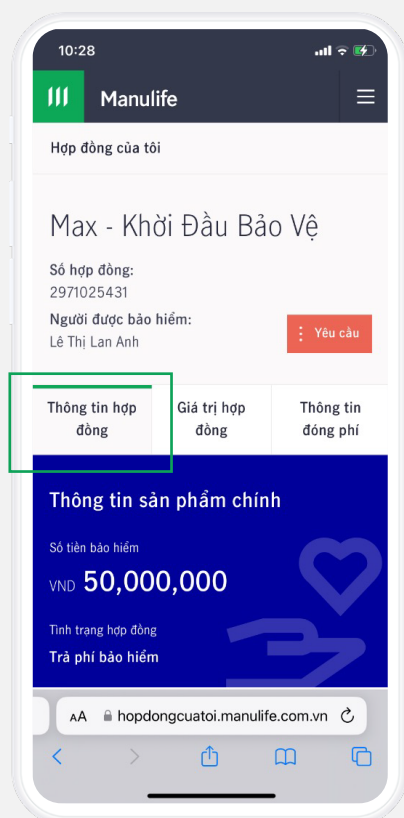 10:28
Manulife
Hợp đồng của tôi
Max - Khởi Đầu Bảo Vệ
Số hợp đồng:
2971025431
Người được bảo hiểm:
Lê Thị Lan Anh
Yêu cầu
Thông tin hợp
đồng
Giá trị hợp
đồng
Thông tin
đóng phí
Thông tin sản phẩm chính
Số tiền bảo hiểm
VND 50,000,000
Tình trạng hợp đồng
Trả phí bảo hiểm
AA hopdongcuatoi.manulife.com.vn